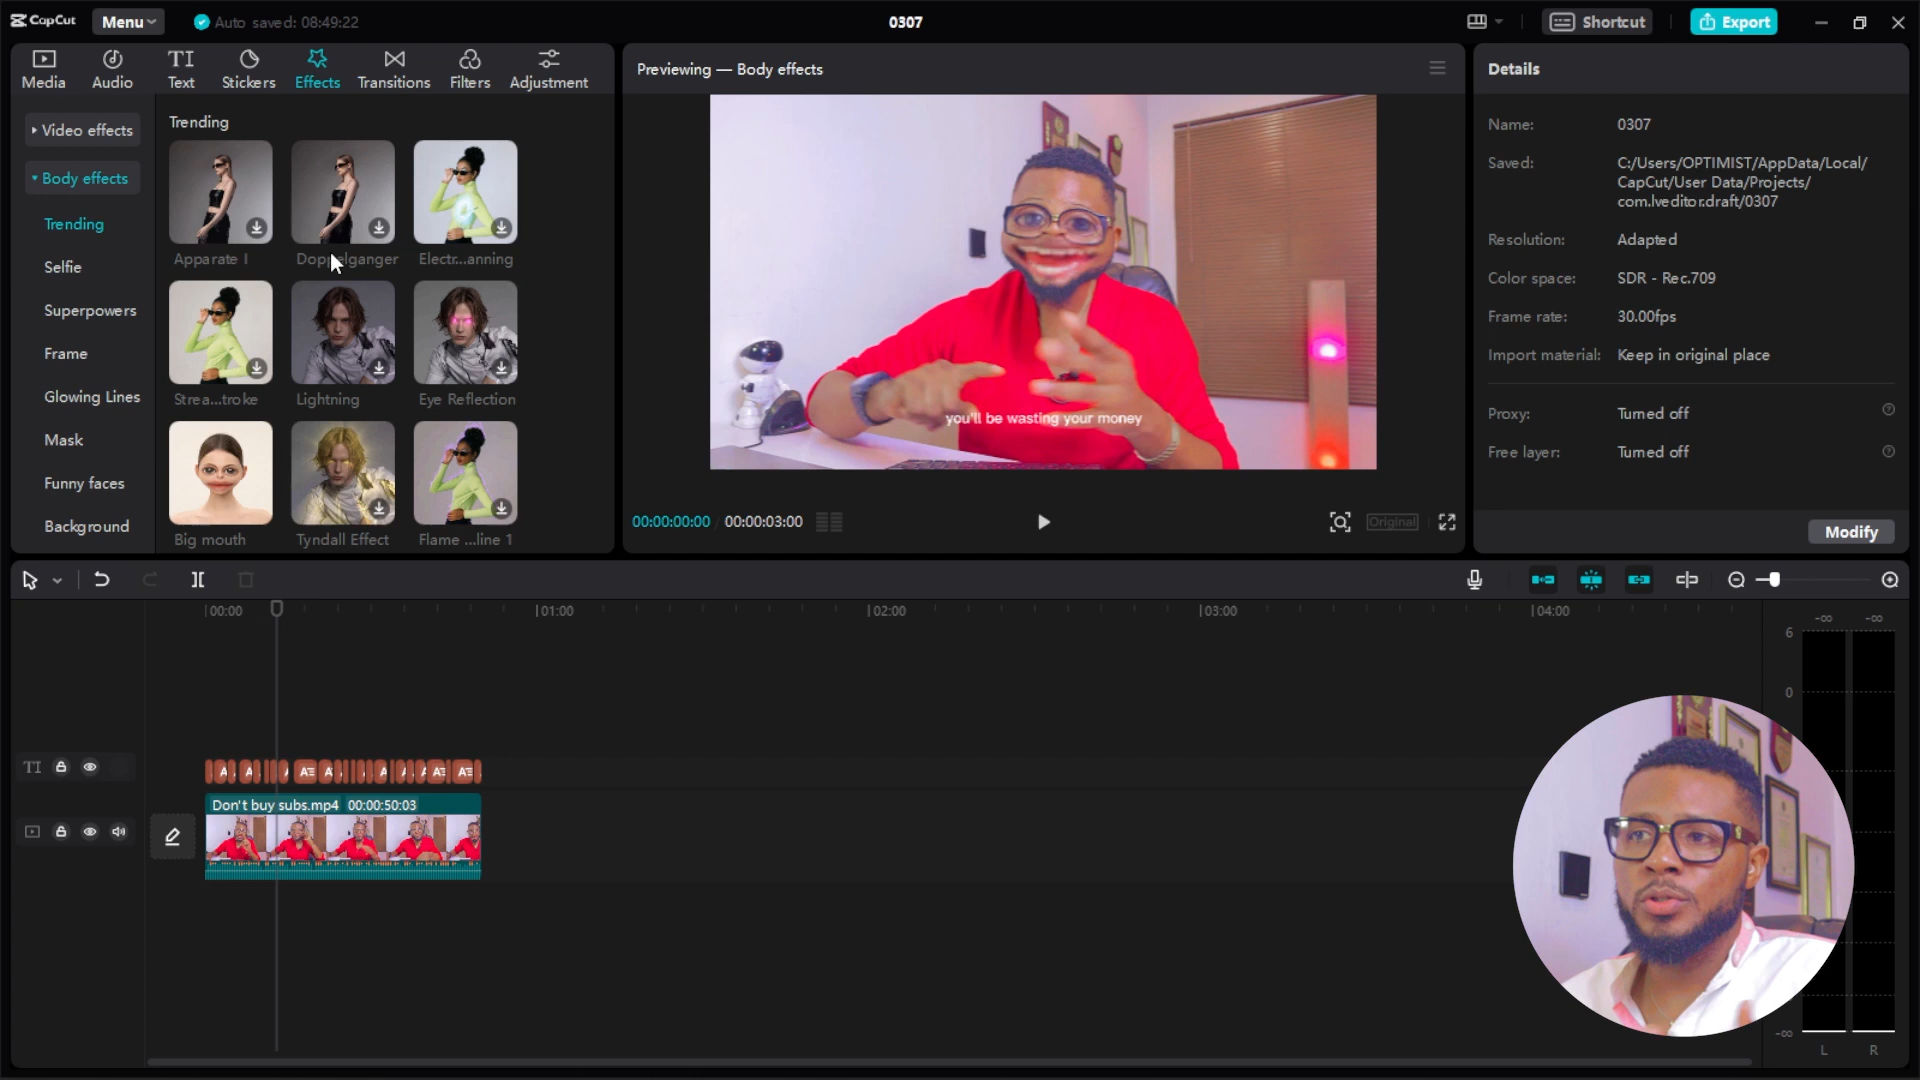 CapCut
Menu
Auto saved: 08:49:22
0307
Shortcut
Export
Media
Audio
TI
Text
Stickers
Effects
Transitions
Filters
Adjustment
Video effects
Body effects
Trending
Selfie
Superpowers
Frame
Glowing Lines
Mask
Funny faces
Background
Trending
Apparate I
Electr...anning
Strea...troke
Lightning
Eye Reflection
Big mouth
Tyndall Effect
Flame ...line 1
Previewing — Body effects
you'll be wasting your money
00:00:00:00
00:00:03:00
Original
Details
Name:
0307
Saved:
C:/Users/OPTIMIST/AppData/Local/
CapCut/User Data/Projects/
com.lveditor.draft/0307
Resolution:
Adapted
Color space:
SDR - Rec.709
Frame rate:
30.00fps
Import material:
Keep in original place
Proxy:
Turned off
Free layer:
Turned off
Modify
00:00
01:00
02:00
03:00
04:00
TI
Don't buy subs.mp4 00:00:50:03
-∞ -∞
6
0
-∞
L R